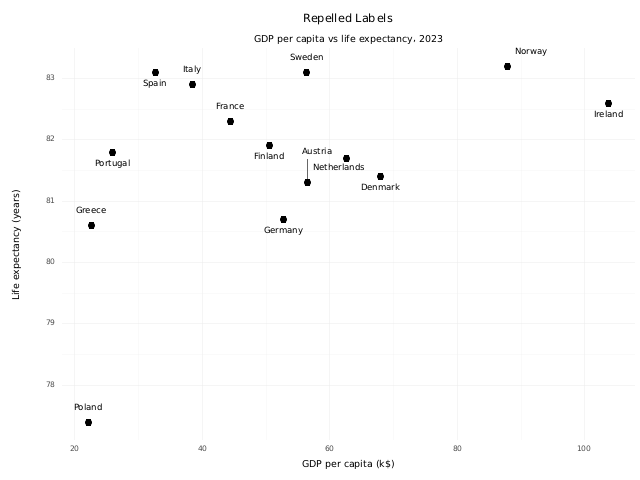 Repelled Labels
GDP per capita vs life expectancy, 2023
Norway
Sweden
Italy
Spain
83
France
Ireland
82
Austria
Finland
Portugal
Netherlands
Denmark
Life expectancy (years)
Greece
81
Germany
80
79
78
Poland
20 40 60 80 100
GDP per capita (k$)